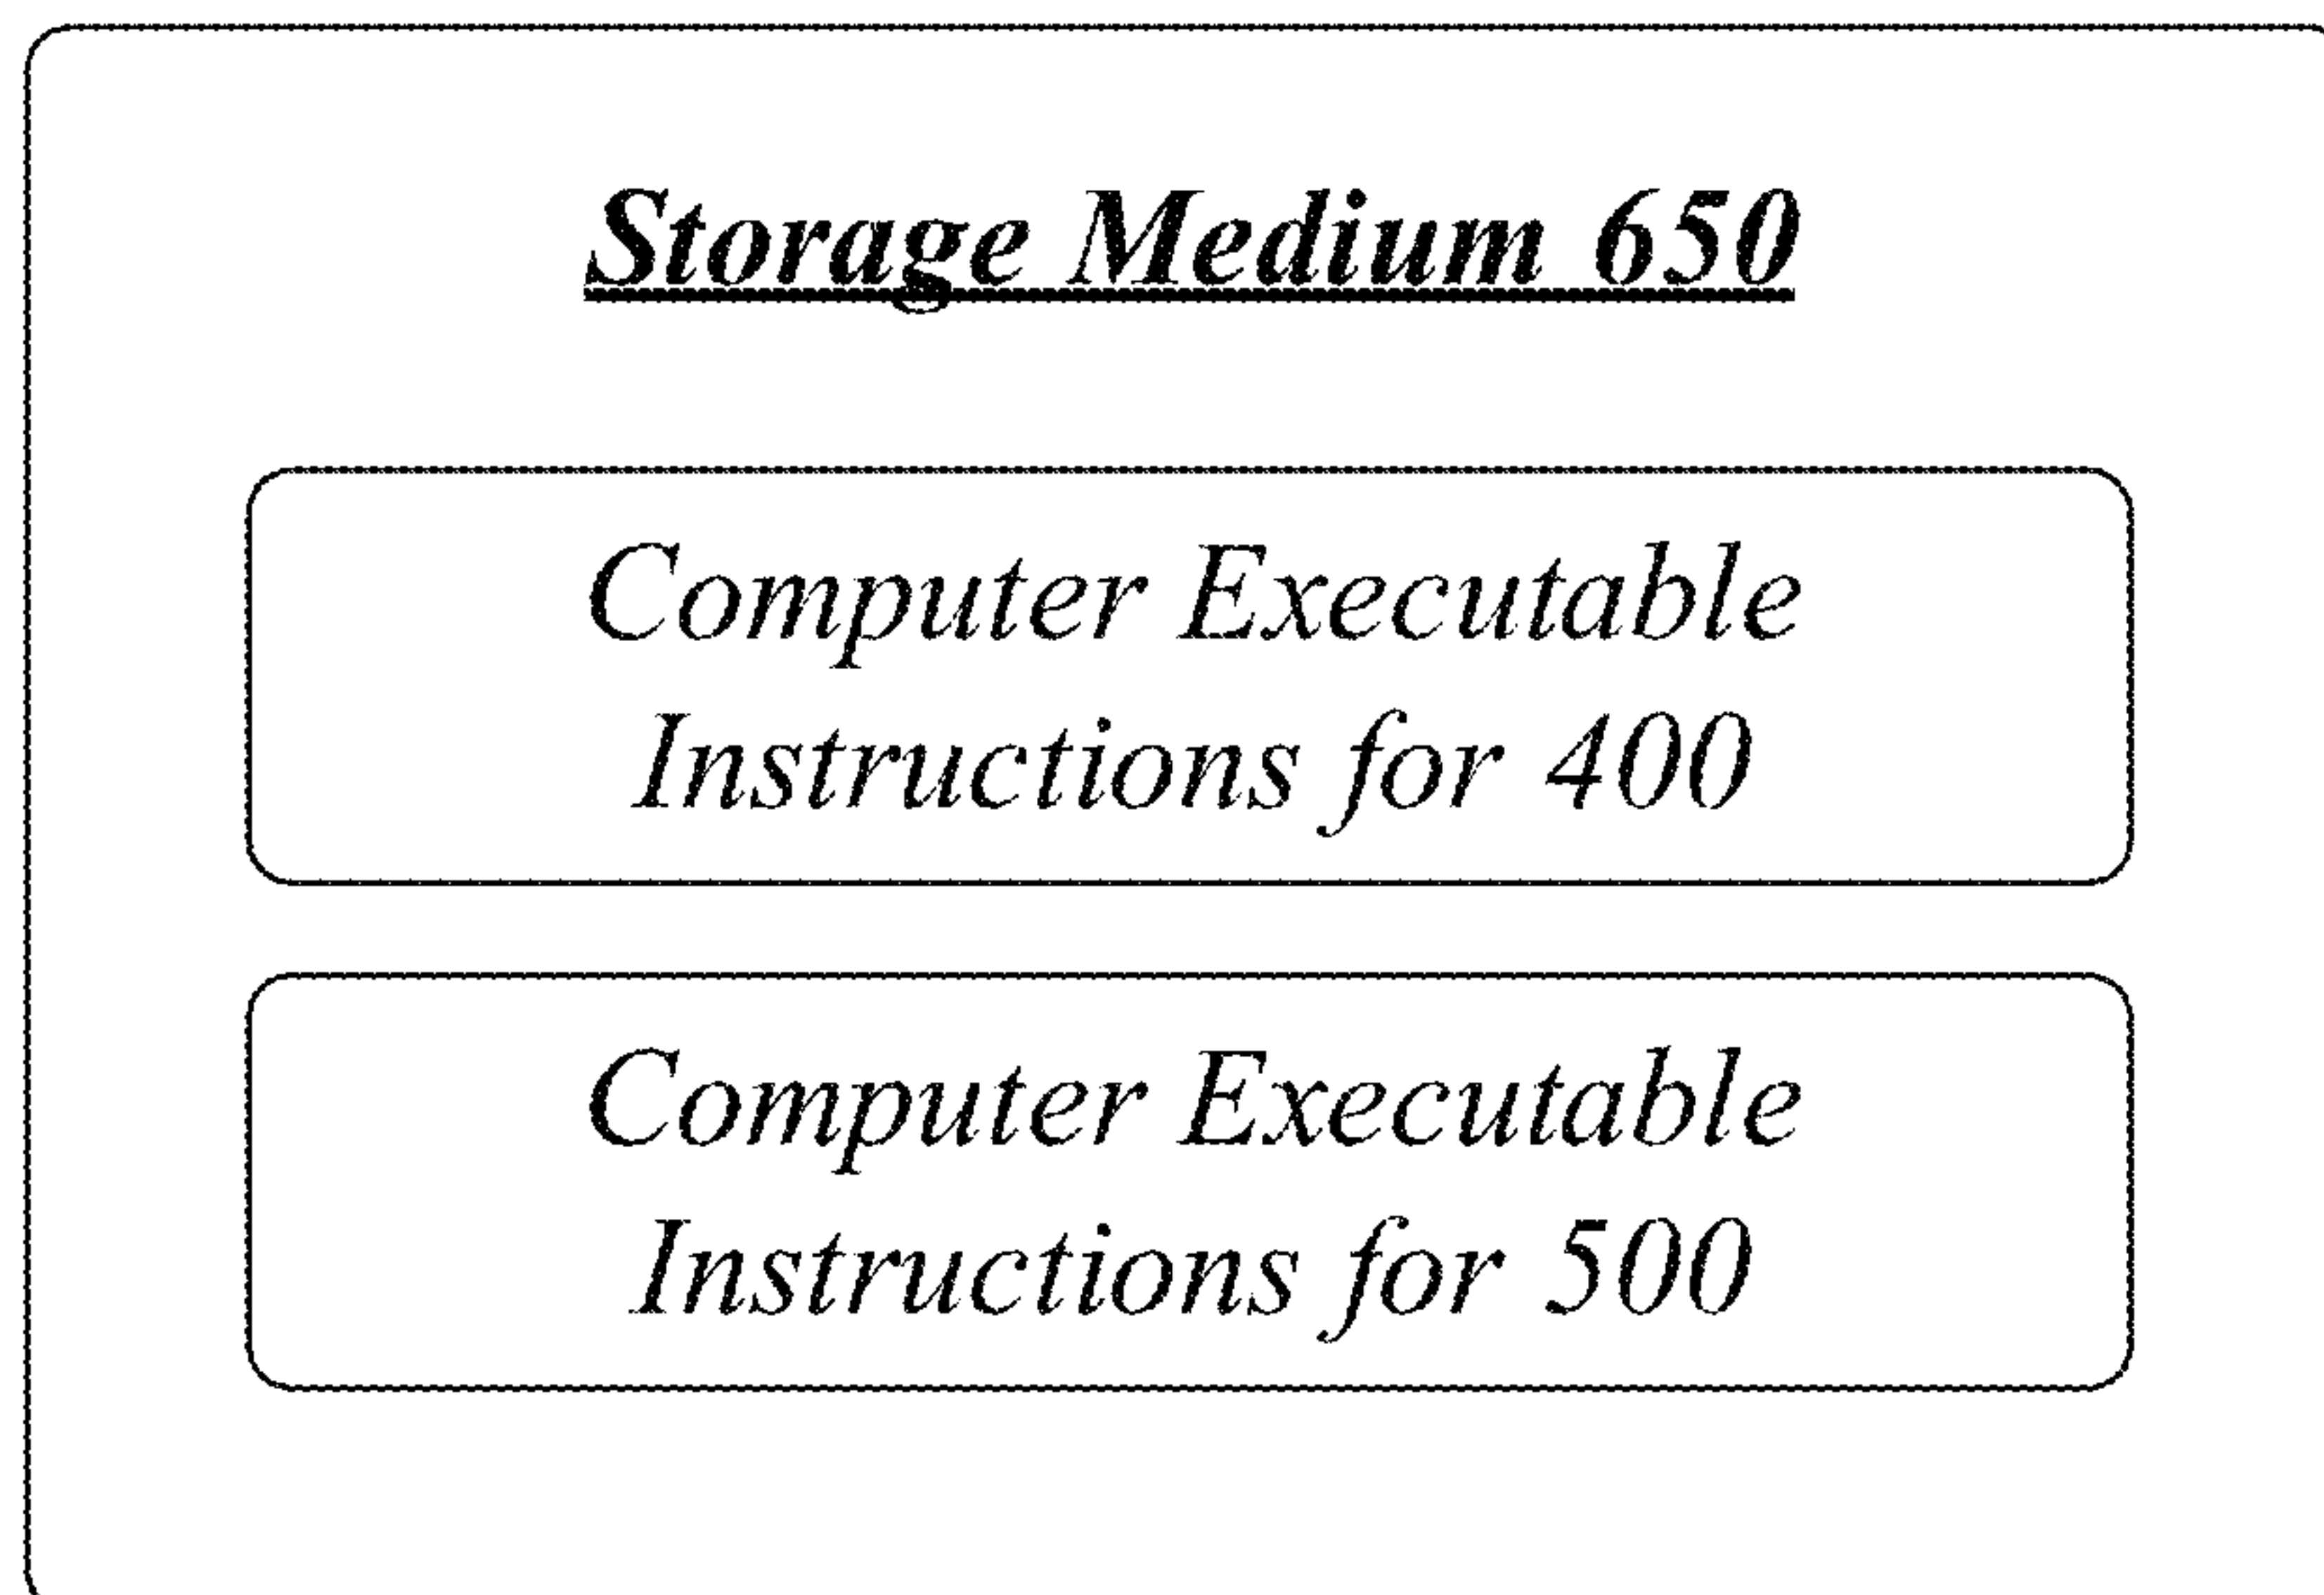 Storage Medium 650
Computer Executable
Instructions for 400
Computer Executable
Instructions for 500